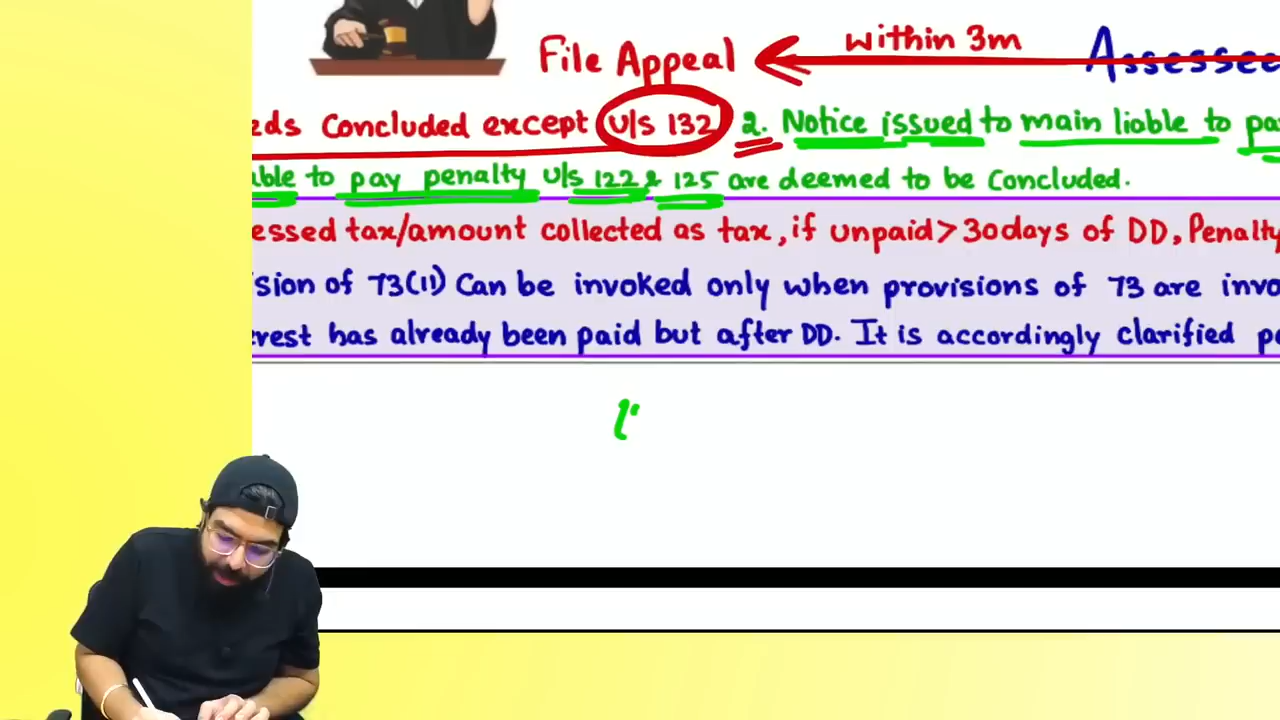 within 3m
File Appeal Assessee
eds Concluded except u/s 132 2. Notice issued to main liable to pa
able to pay penalty u/s 122 & 125 are deemed to be Concluded.
essed tax/amount collected as tax, if unpaid > 30days of DD, Penalty
sion of 73(11) Can be invoked only when provisions of 73 are invo
erest has already been paid but after DD. It is accordingly clarified pe